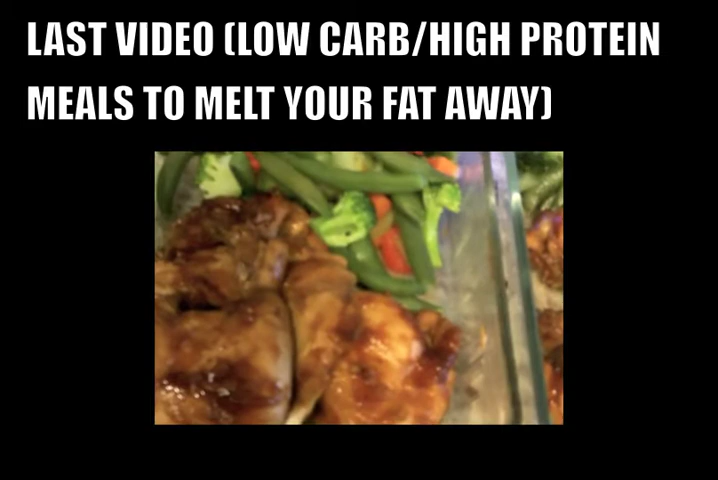 LAST VIDEO (LOW CARB/HIGH PROTEIN
MEALS TO MELT YOUR FAT AWAY)